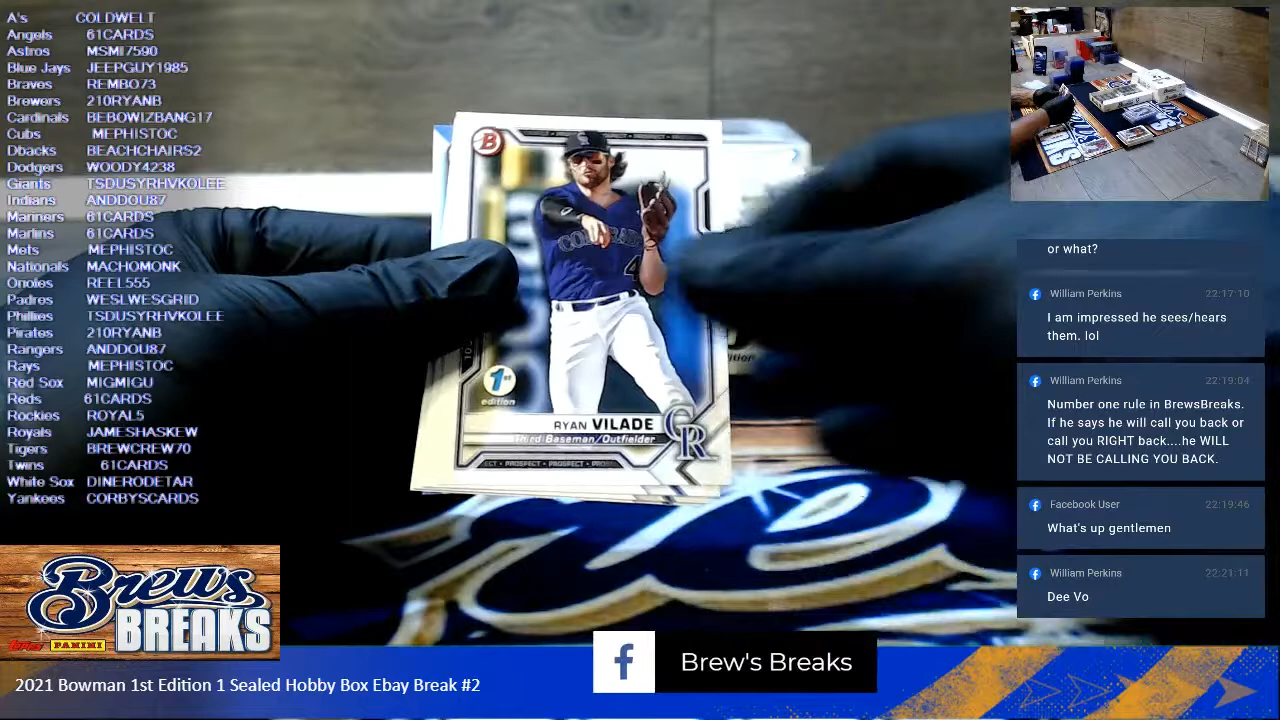 A's COLDWELT
Angels 61CARDS
Astros MSMI7590
Blue Jays JEEPGUY1985
Braves REMBO73
Brewers 210RYANB
Cardinals BEBOWIZBANG17
Cubs MEPHISTOC
Dbacks BEACHCHAIRS2
Dodgers WOODY4238
Giants TSDUSYRHVKOLEE
Indians ANDDOU87
Mariners 61CARDS
Marlins 61CARDS
Mets MEPHISTOC
Nationals MACHOMONK
Orioles REEL555
Padres WESLWESGRID
Phillies TSDUSYRHVKOLEE
Pirates 210RYANB
Rangers ANDDOU87
Rays MEPHISTOC
Red Sox MIGMIGU
Reds 61CARDS
Rockies ROYAL5
Royals JAMESHASKEW
Tigers BREWCREW70
Twins 61CARDS
White Sox DINERODETAR
Yankees CORBYSCARDS
B
COLORADO
4
1st
edition
RYAN VILADE
Third Baseman/Outfielder
CR
PROSPECT • PROSPECT
BREAKS
or what?
William Perkins 22:17:10
I am impressed he sees/hears
them. lol
William Perkins 22:19:04
Number one rule in BrewsBreaks.
If he says he will call you back or
call you RIGHT back....he WILL
NOT BE CALLING YOU BACK.
Facebook User 22:19:46
What's up gentlemen
William Perkins 22:21:11
Dee Vo
Brews
BREAKS
Topps PANINI
f Brew's Breaks
2021 Bowman 1st Edition 1 Sealed Hobby Box Ebay Break #2